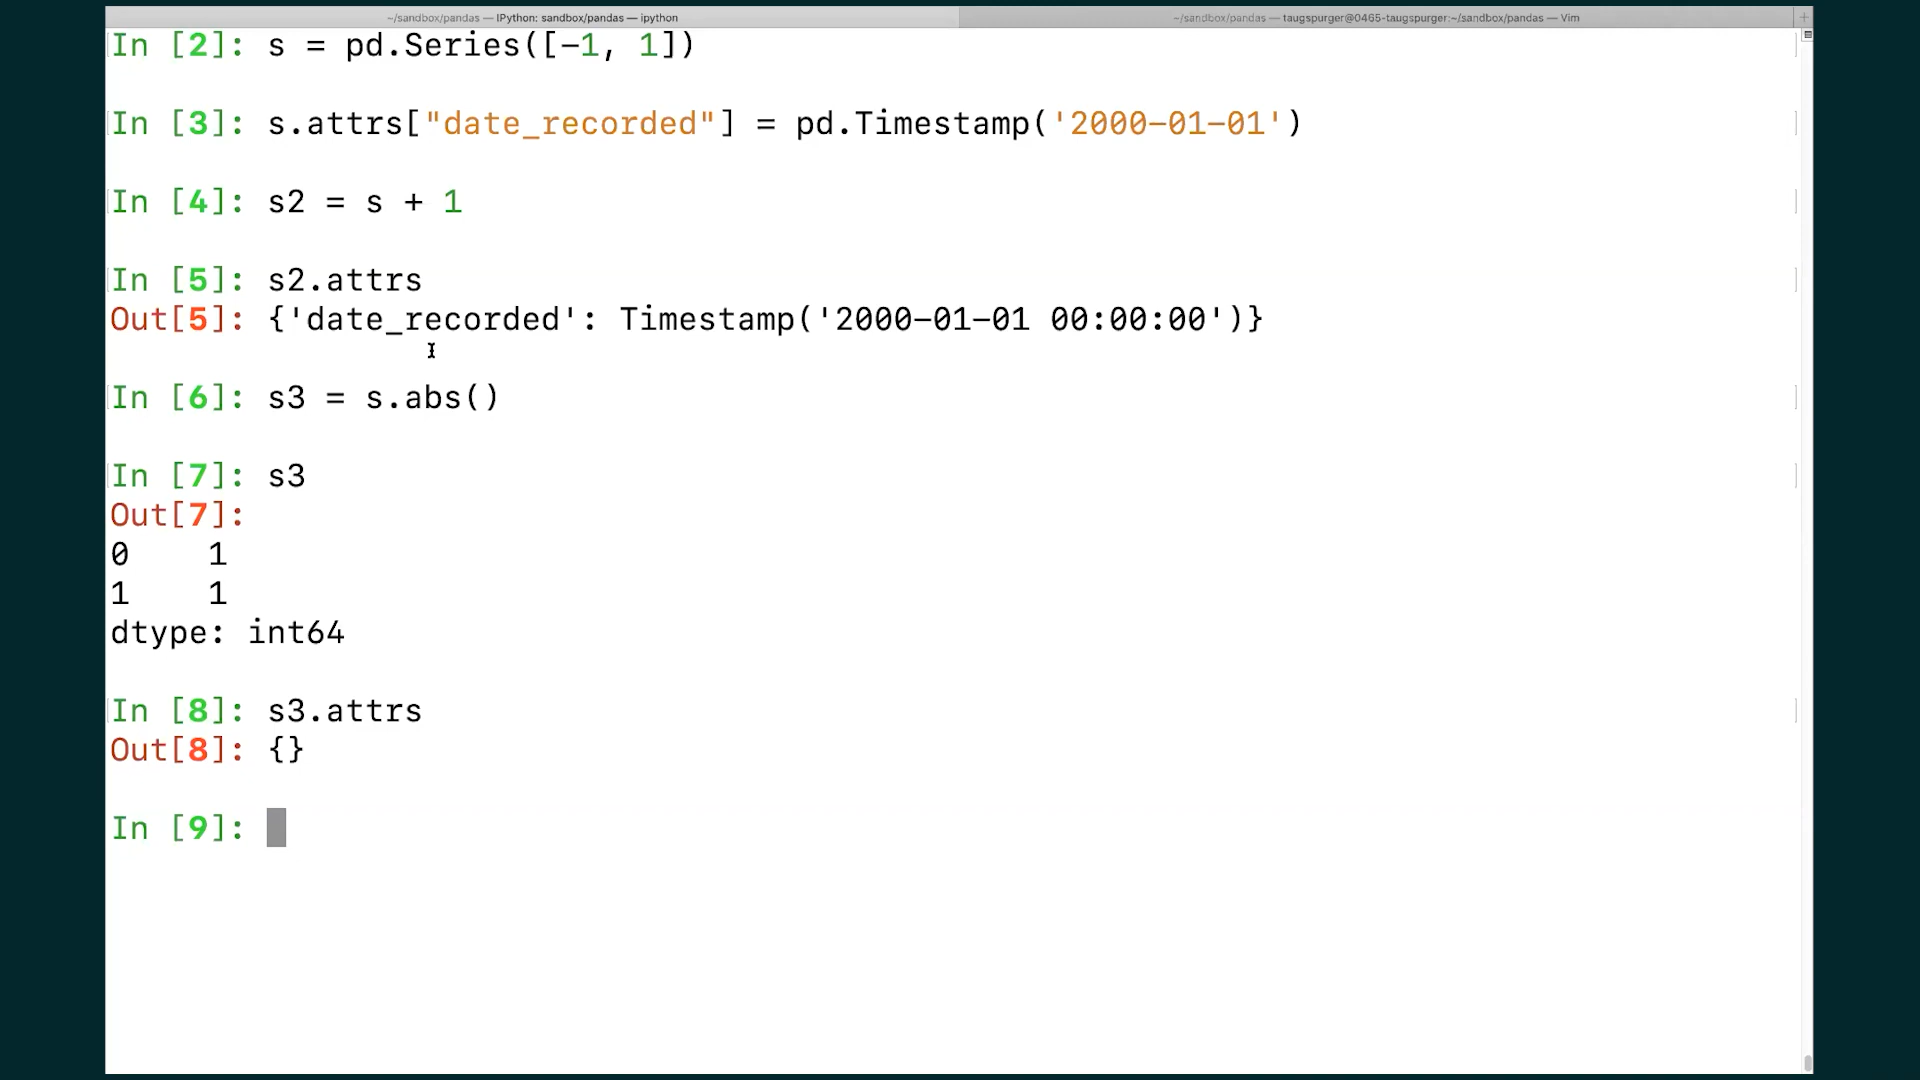 ~/sandbox/pandas — IPython: sandbox/pandas — ipython
~/sandbox/pandas — taugspurger@0465-taugspurger:~/sandbox/pandas — Vim
In [2]: s = pd.Series([-1, 1])
In [3]: s.attrs["date_recorded"] = pd.Timestamp('2000-01-01')
In [4]: s2 = s + 1
In [5]: s2.attrs
Out[5]: {'date_recorded': Timestamp('2000-01-01 00:00:00')}
In [6]: s3 = s.abs()
In [7]: s3
Out[7]:
0    1
1    1
dtype: int64
In [8]: s3.attrs
Out[8]: {}
In [9]: